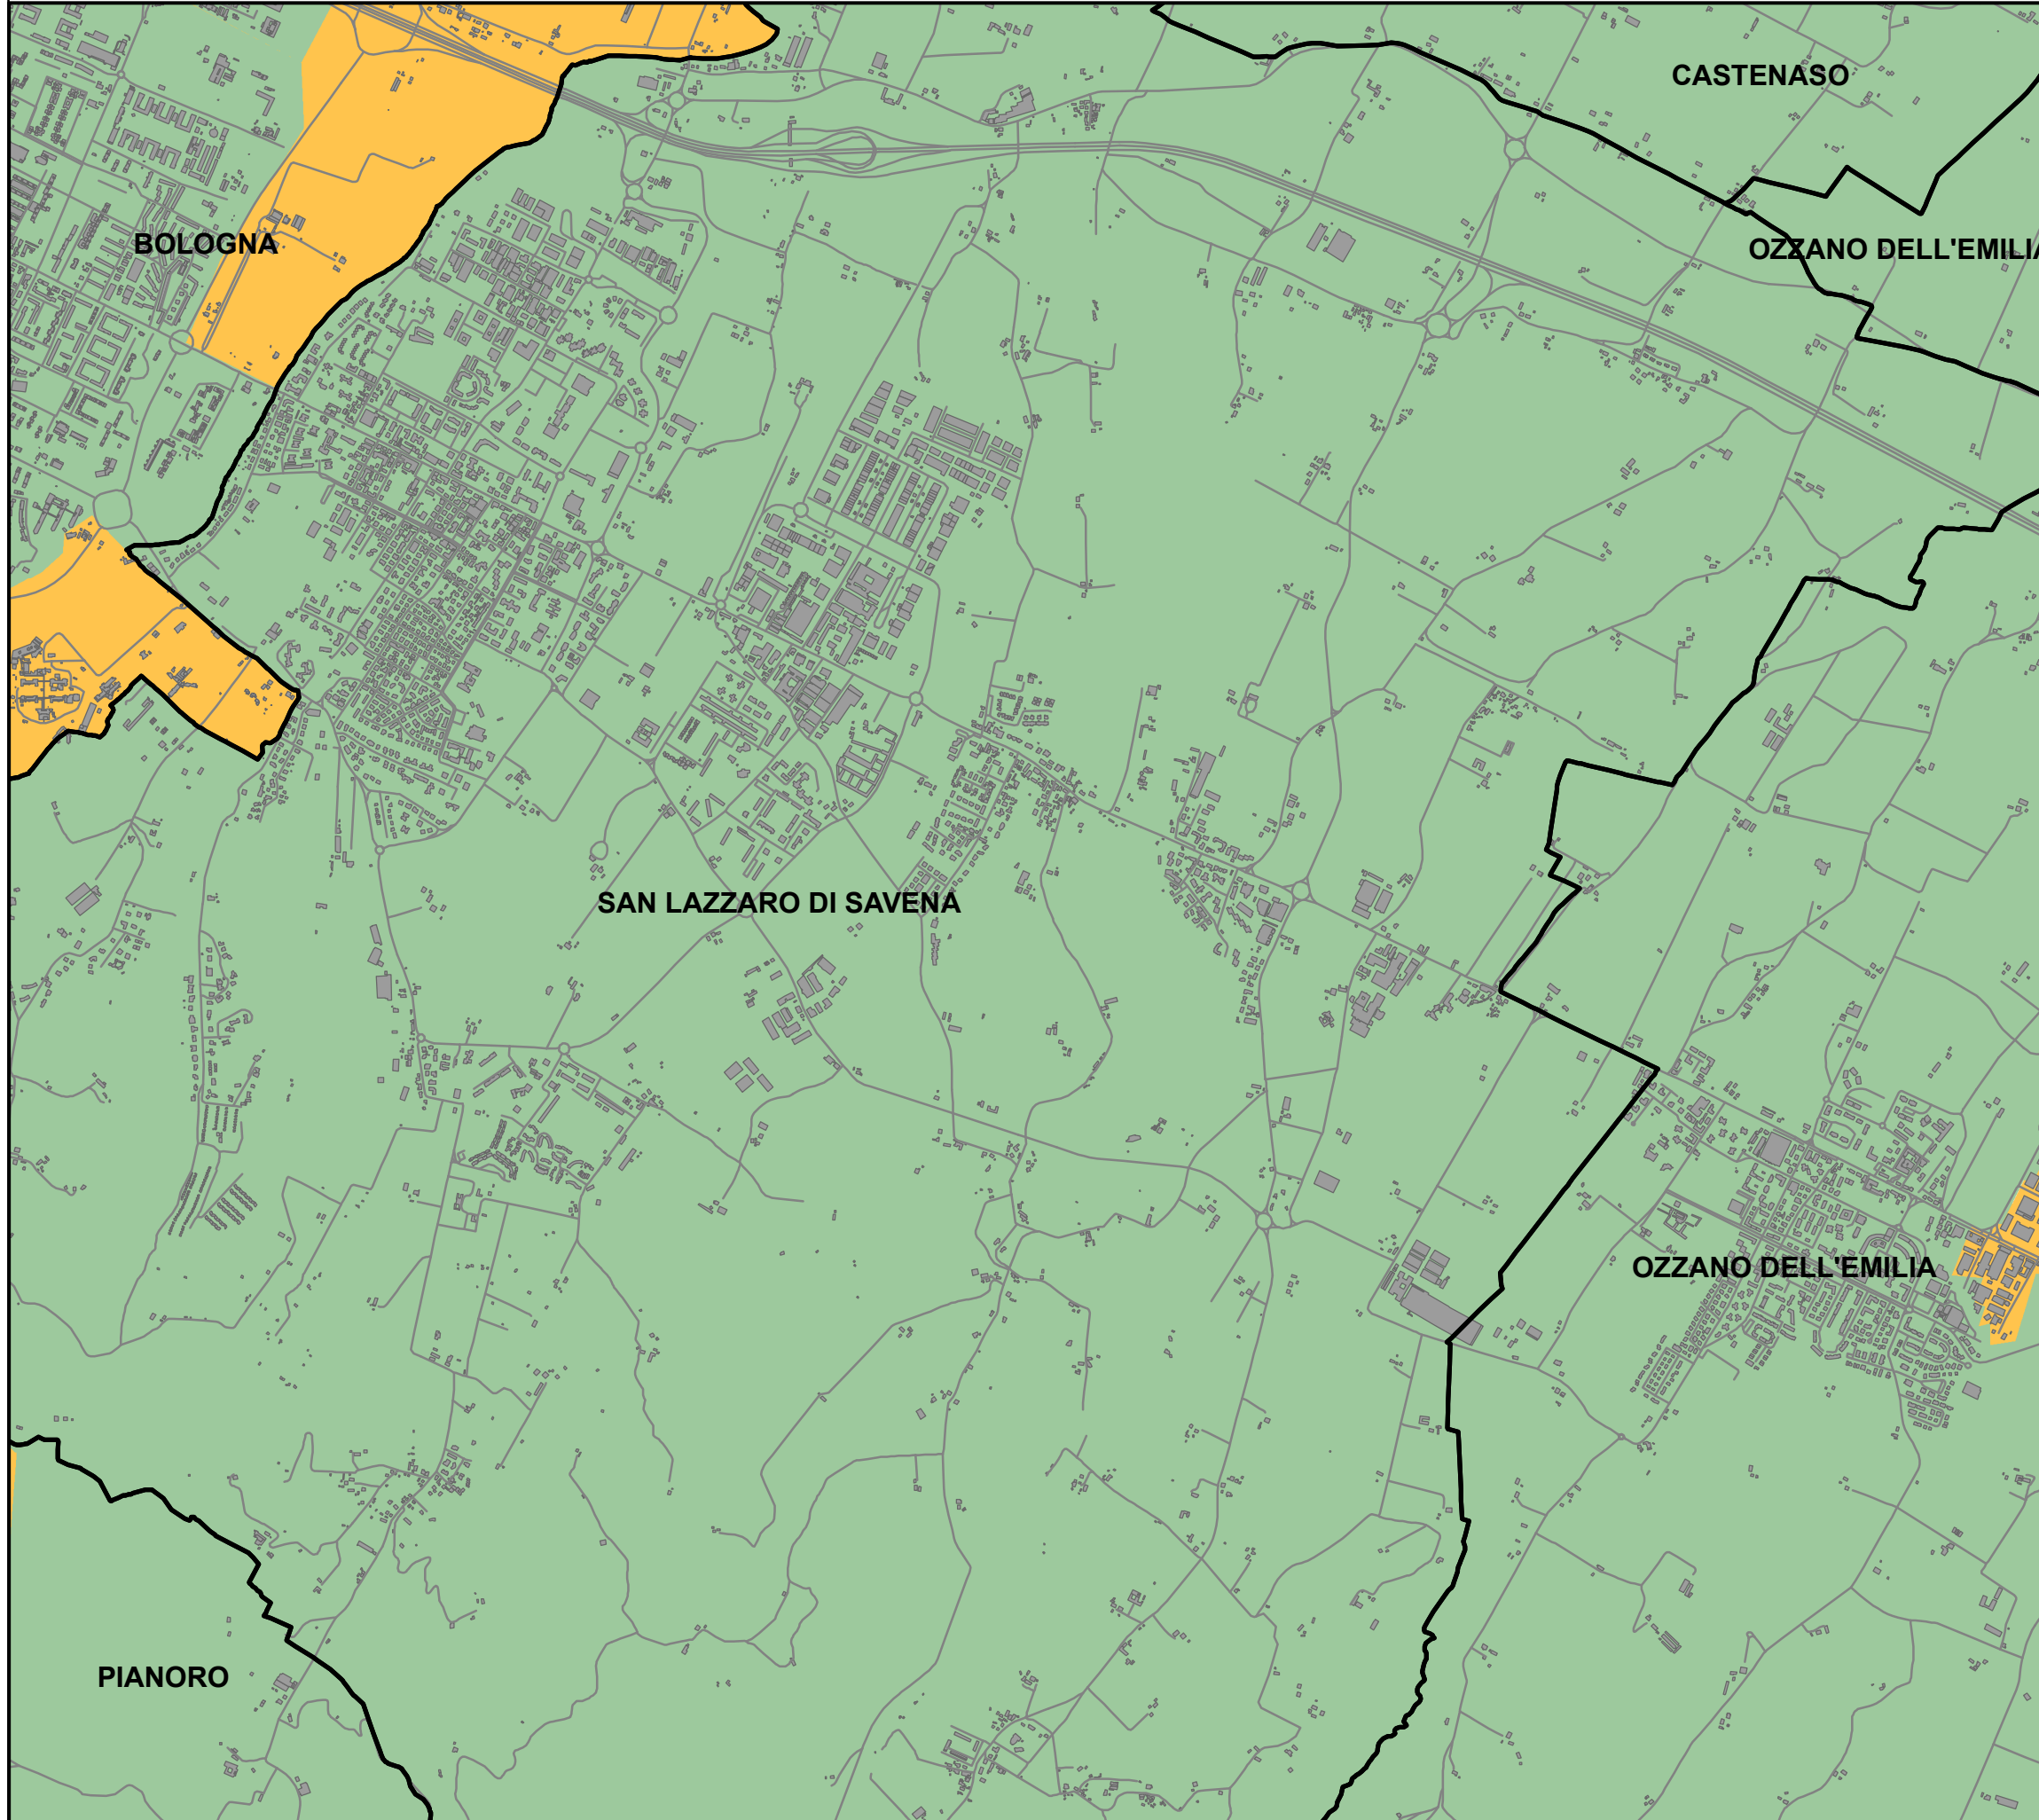 CASTENASO
BOLOGNA
OZZANO DELL'EMILIA
SAN LAZZARO DI SAVENA
OZZANO DELL'EMILIA
PIANORO